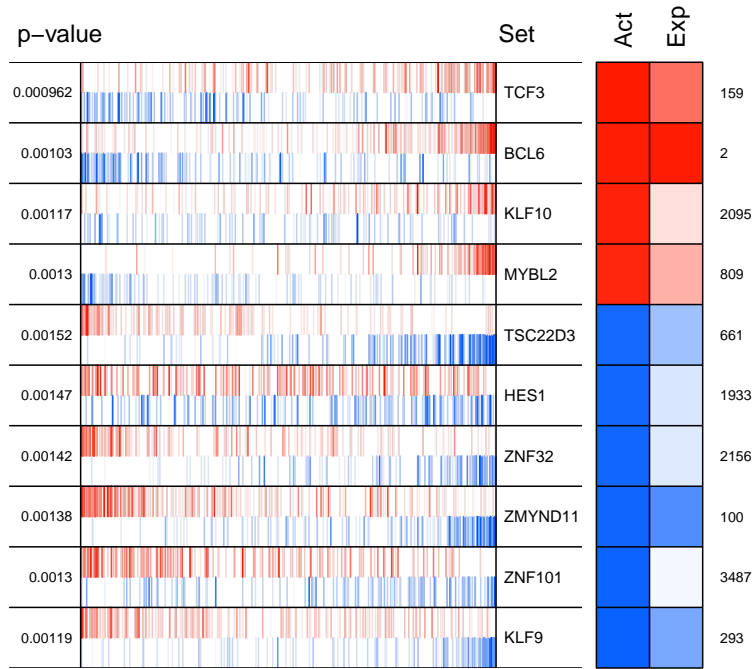 p-value Set Act Exp
0.000962 TCF3 159
0.00103 BCL6 2
0.00117 KLF10 2095
0.0013 MYBL2 809
0.00152 TSC22D3 661
0.00147 HES1 1933
0.00142 ZNF32 2156
0.00138 ZMYND11 100
0.0013 ZNF101 3487
0.00119 KLF9 293